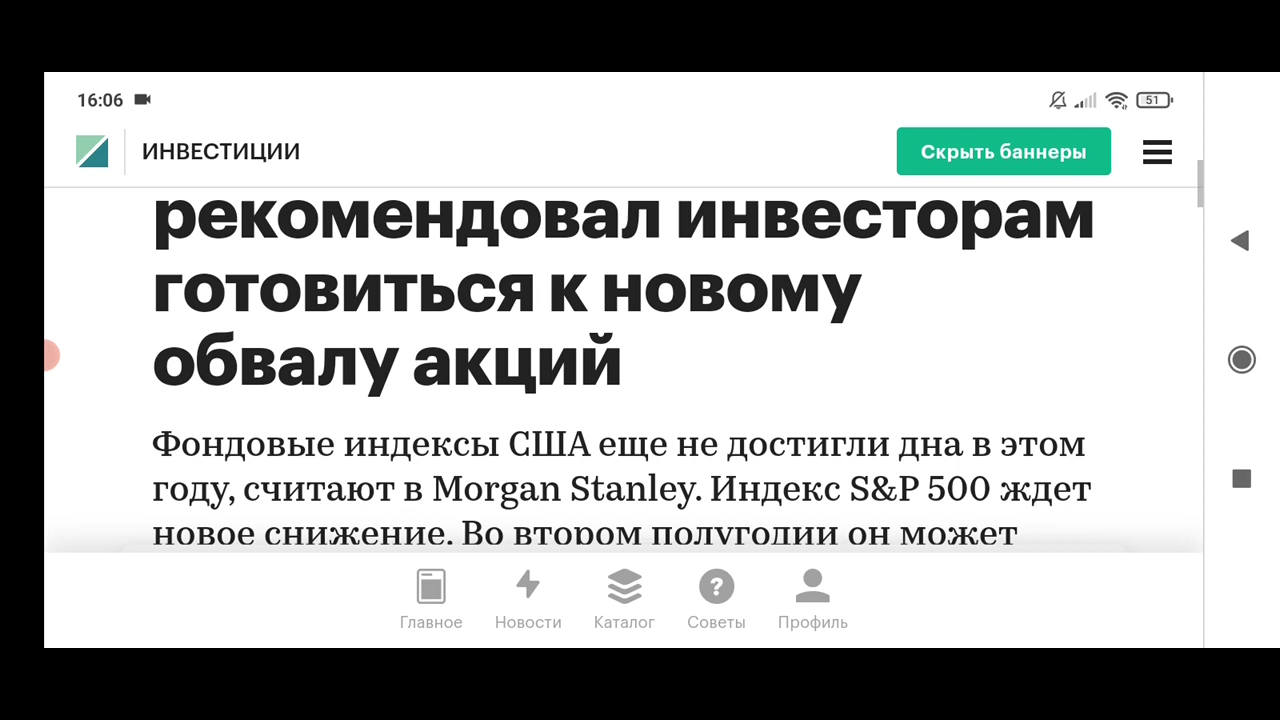 16:06
51
ИНВЕСТИЦИИ
Скрыть баннеры
рекомендовал инвесторам
готовиться к новому
обвалу акций
Фондовые индексы США еще не достигли дна в этом
году, считают в Morgan Stanley. Индекс S&P 500 ждет
новое снижение. Во втором полугодии он может
Главное
Новости
Каталог
Советы
Профиль